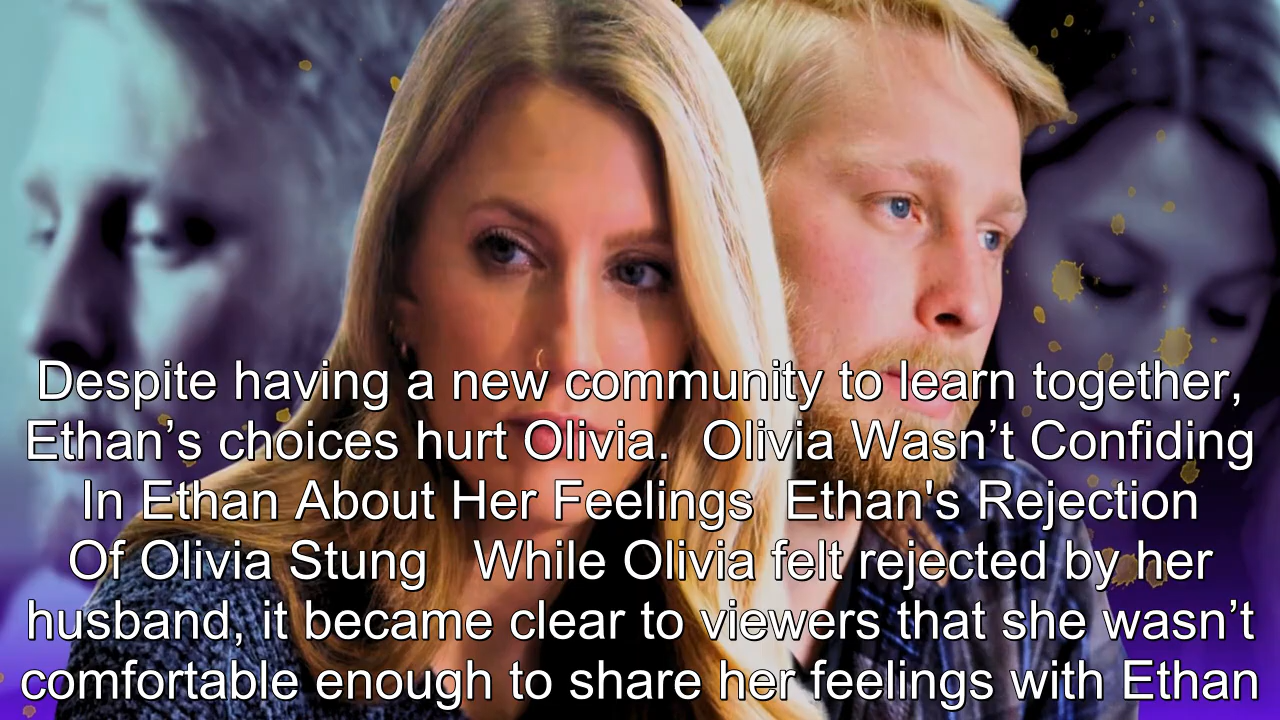 Despite having a new community to learn together,
Ethan’s choices hurt Olivia.  Olivia Wasn’t Confiding
In Ethan About Her Feelings  Ethan's Rejection
Of Olivia Stung   While Olivia felt rejected by her
husband, it became clear to viewers that she wasn’t
comfortable enough to share her feelings with Ethan